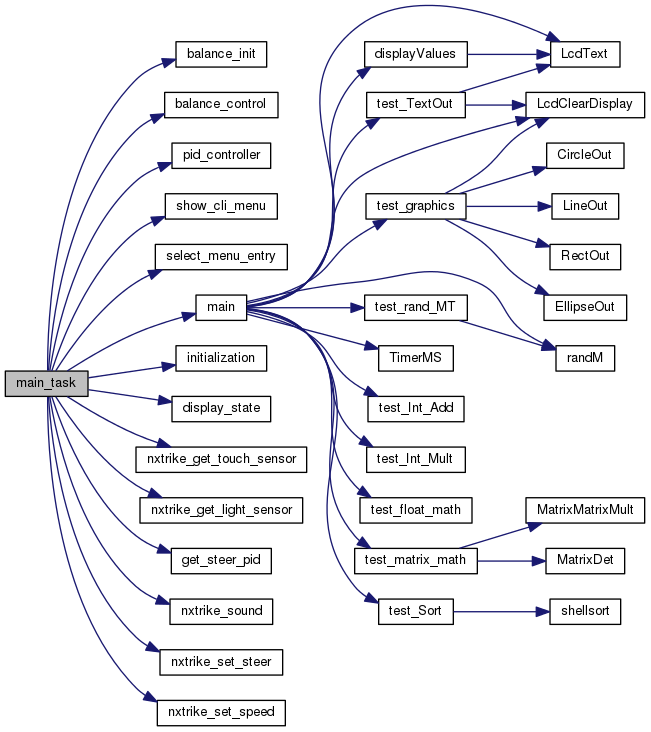 balance_init
balance_control
pid_controller
show_cli_menu
select_menu_entry
main
main_task
initialization
display_state
nxtrike_get_touch_sensor
nxtrike_get_light_sensor
get_steer_pid
nxtrike_sound
nxtrike_set_steer
nxtrike_set_speed
displayValues
test_TextOut
test_graphics
test_rand_MT
TimerMS
test_Int_Add
test_Int_Mult
test_float_math
test_matrix_math
test_Sort
LcdText
LcdClearDisplay
CircleOut
LineOut
RectOut
EllipseOut
randM
MatrixMatrixMult
MatrixDet
shellsort